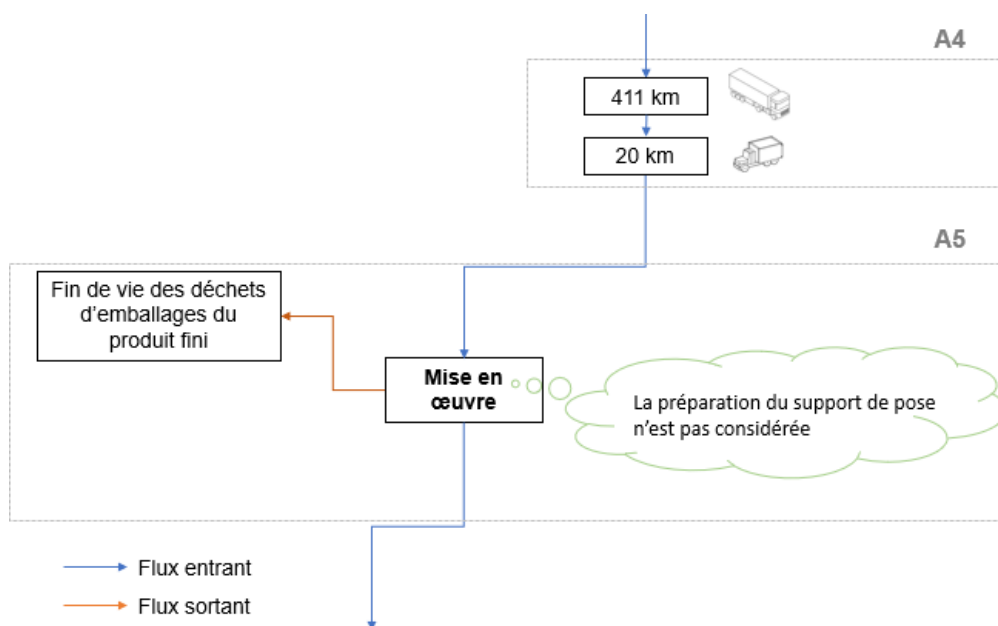 A4
411 km
20 km
A5
Fin de vie des déchets
d'emballages du
produit fini
Mise en
œuvre
La préparation du support de pose
n'est pas considérée
Flux entrant
Flux sortant